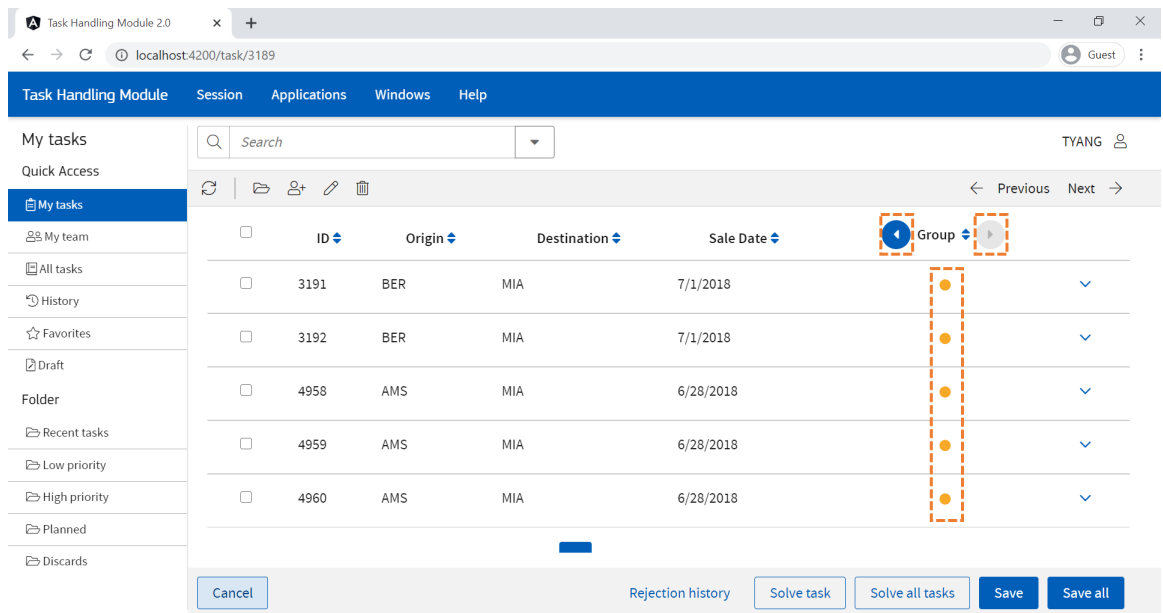 Task Handling Module 2.0
localhost:4200/task/3189
Guest
Task Handling Module Session Applications Windows Help
My tasks
Search
TYANG
Quick Access
Previous Next
My tasks
My team
All tasks
History
Favorites
Draft
Folder
Recent tasks
Low priority
High priority
Planned
Discards
ID Origin Destination Sale Date Group
3191 BER MIA 7/1/2018
3192 BER MIA 7/1/2018
4958 AMS MIA 6/28/2018
4959 AMS MIA 6/28/2018
4960 AMS MIA 6/28/2018
Cancel Rejection history Solve task Solve all tasks Save Save all